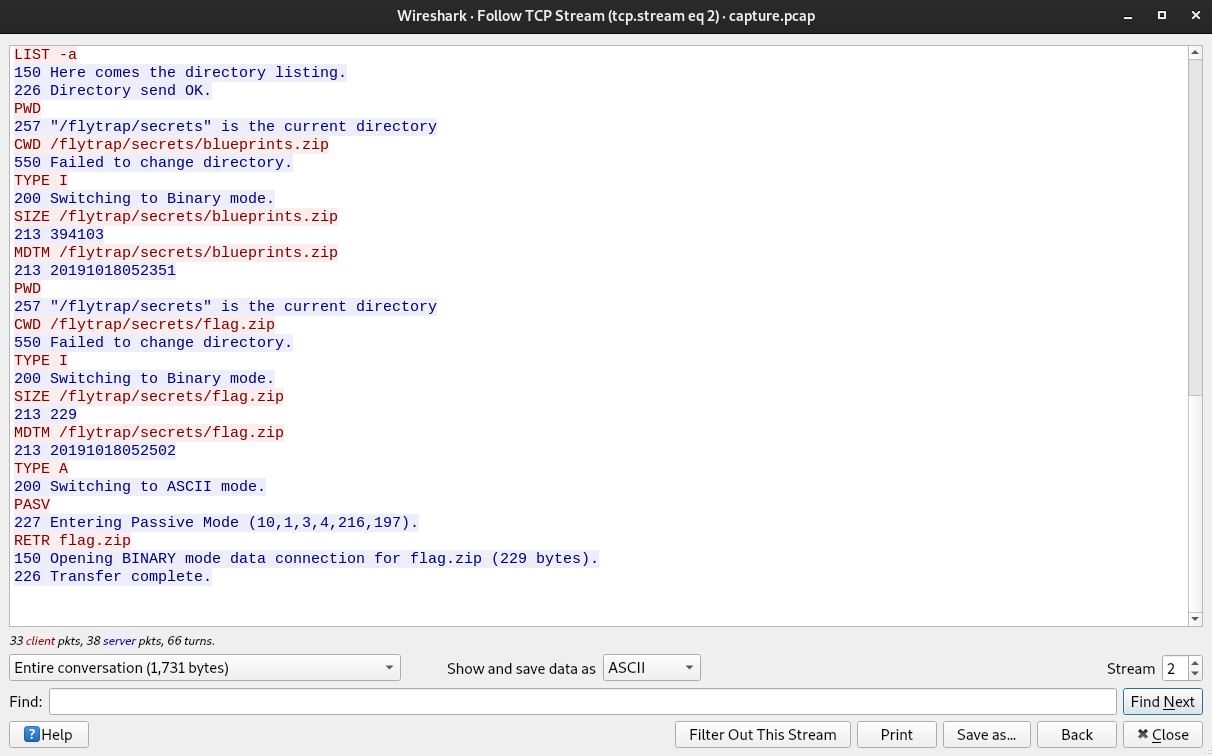 Wireshark · Follow TCP Stream (tcp.stream eq 2) · capture.pcap
LIST -a
150 Here comes the directory listing.
226 Directory send OK.
PWD
257 "/flytrap/secrets" is the current directory
CWD /flytrap/secrets/blueprints.zip
550 Failed to change directory.
TYPE I
200 Switching to Binary mode.
SIZE /flytrap/secrets/blueprints.zip
213 394103
MDTM /flytrap/secrets/blueprints.zip
213 20191018052351
PWD
257 "/flytrap/secrets" is the current directory
CWD /flytrap/secrets/flag.zip
550 Failed to change directory.
TYPE I
200 Switching to Binary mode.
SIZE /flytrap/secrets/flag.zip
213 229
MDTM /flytrap/secrets/flag.zip
213 20191018052502
TYPE A
200 Switching to ASCII mode.
PASV
227 Entering Passive Mode (10,1,3,4,216,197).
RETR flag.zip
150 Opening BINARY mode data connection for flag.zip (229 bytes).
226 Transfer complete.
33 client pkts, 38 server pkts, 66 turns.
Entire conversation (1,731 bytes) Show and save data as ASCII Stream 2
Find: Find Next
Help Filter Out This Stream Print Save as... Back Close